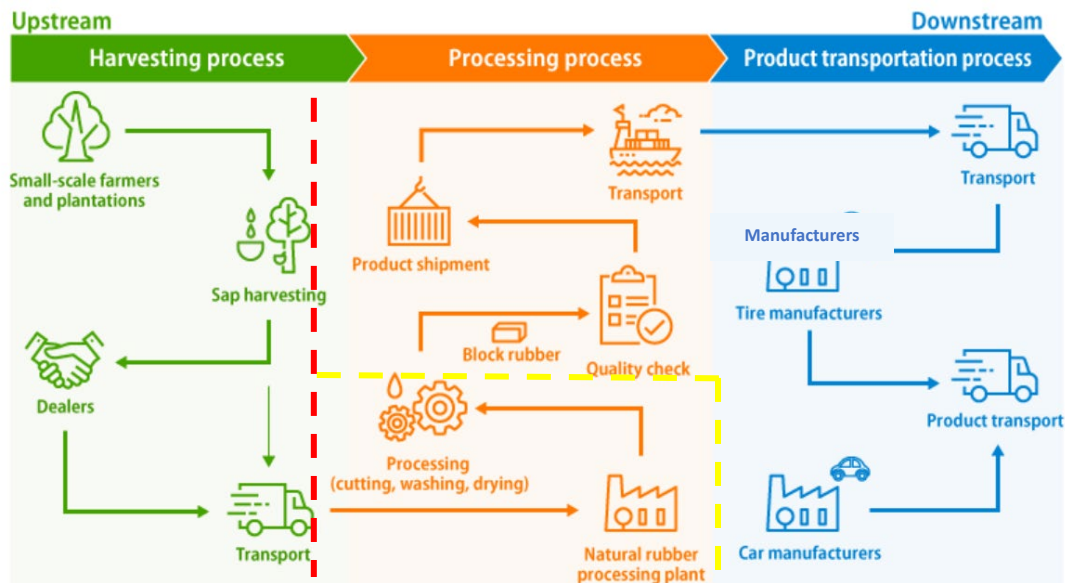 Upstream
Downstream
Harvesting process
Processing process
Product transportation process
Small-scale farmers
and plantations
Sap harvesting
Dealers
Transport
Transport
Product shipment
Block rubber
Quality check
Processing
(cutting, washing, drying)
Natural rubber
processing plant
Transport
Manufacturers
Tire manufacturers
Product transport
Car manufacturers